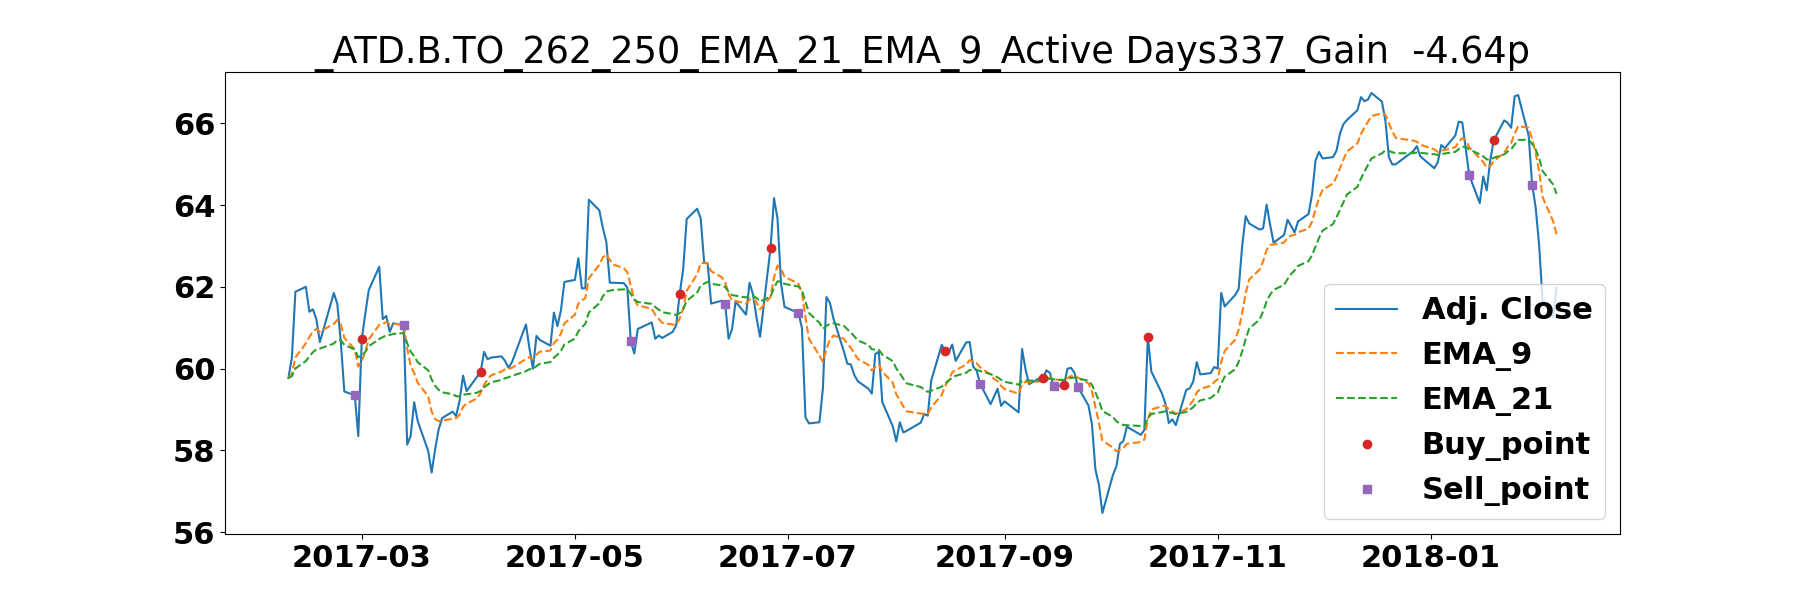 _ATD.B.TO_262_250_EMA_21_EMA_9_Active Days337_Gain  -4.64p
66
64
62
60
58
56
2017-03 2017-05 2017-07 2017-09 2017-11 2018-01
Adj. Close
EMA_9
EMA_21
Buy_point
Sell_point